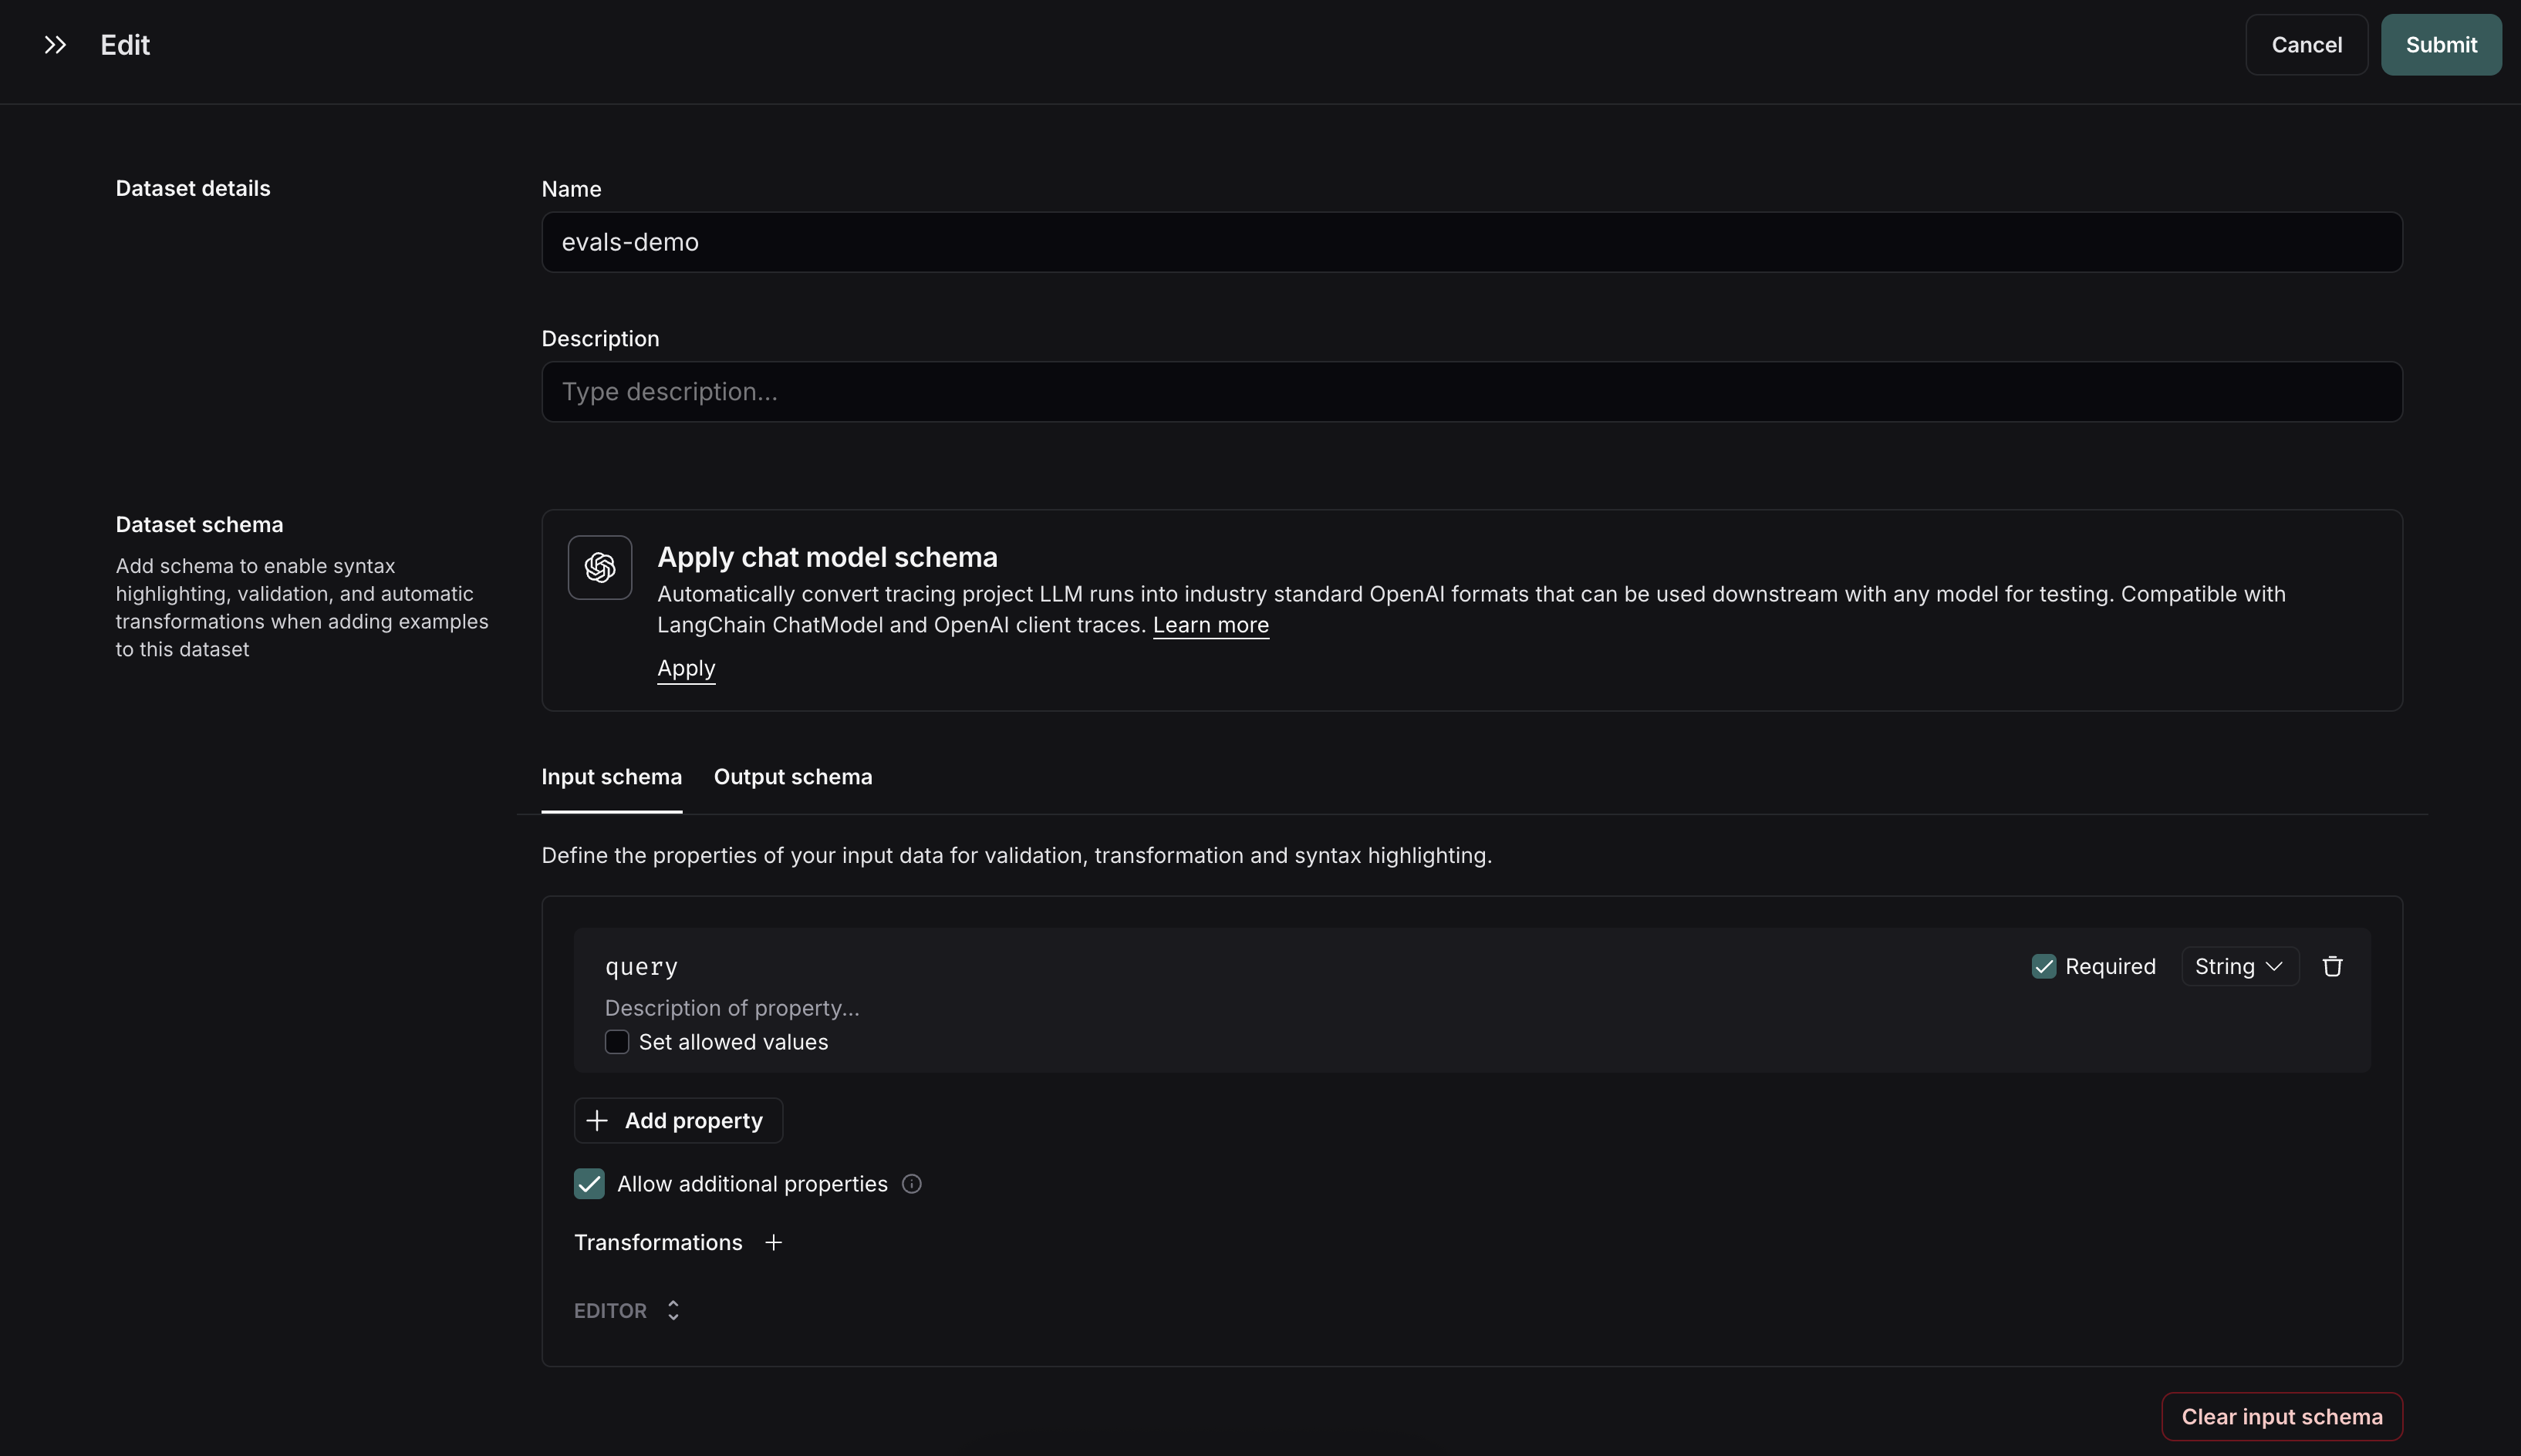 Edit
Cancel
Submit
Dataset details
Name
evals-demo
Description
Type description...
Dataset schema
Add schema to enable syntax
highlighting, validation, and automatic
transformations when adding examples
to this dataset
Apply chat model schema
Automatically convert tracing project LLM runs into industry standard OpenAI formats that can be used downstream with any model for testing. Compatible with
LangChain ChatModel and OpenAI client traces. Learn more
Apply
Input schema
Output schema
Define the properties of your input data for validation, transformation and syntax highlighting.
query
Required
String
Description of property...
Set allowed values
Add property
Allow additional properties
Transformations
EDITOR
Clear input schema